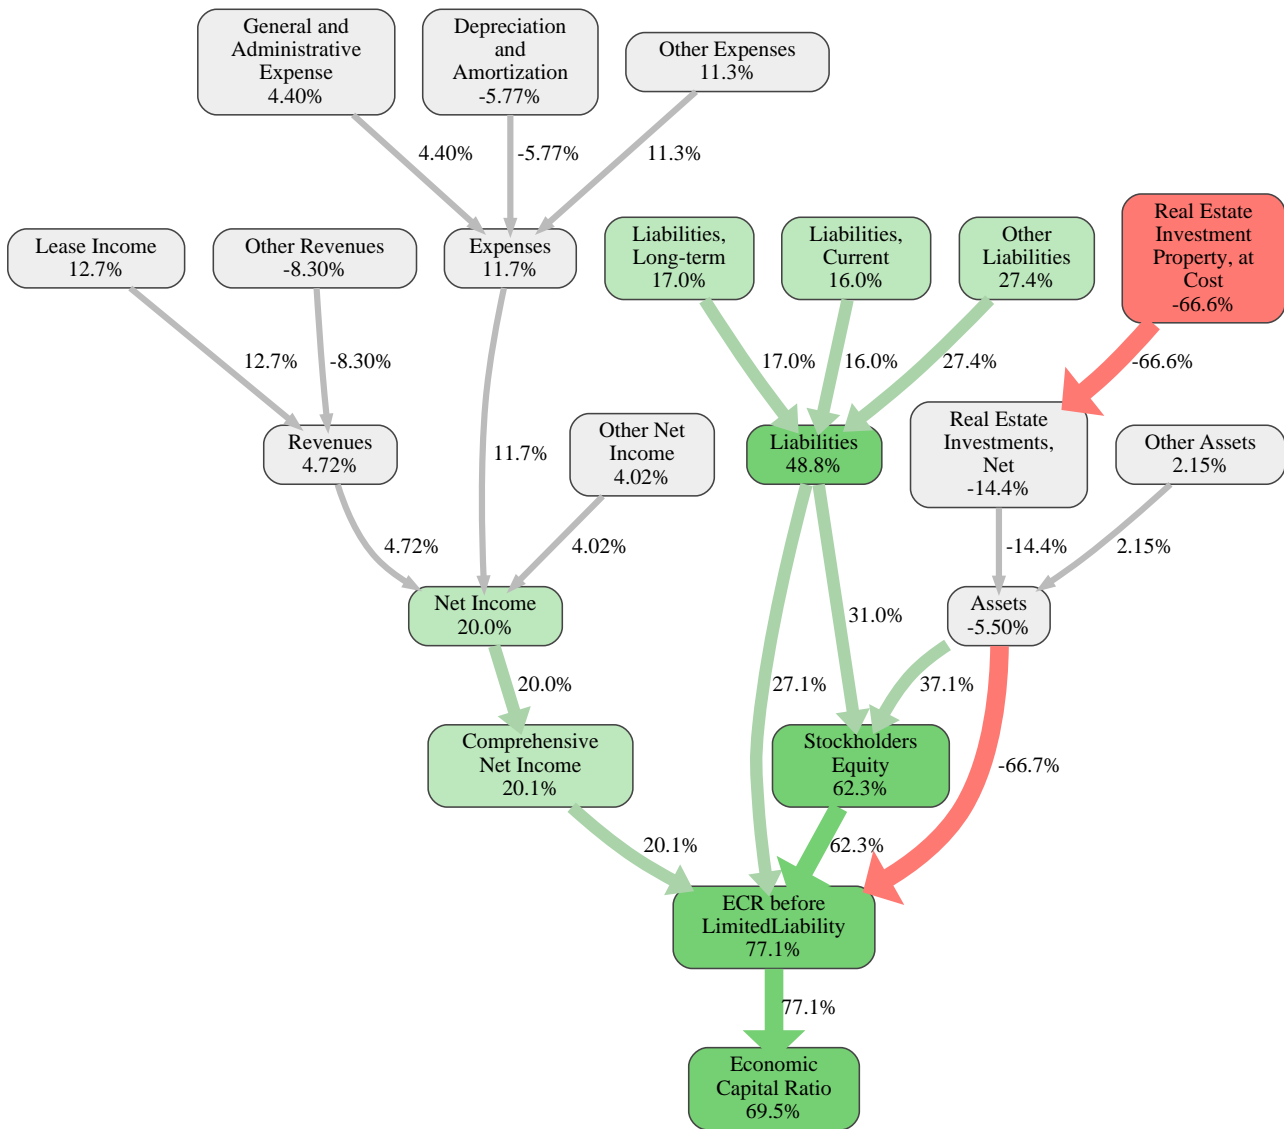 General and
Administrative
Expense
4.40%
Depreciation
and
Amortization
-5.77%
Other Expenses
11.3%
4.40%
-5.77%
11.3%
Lease Income
12.7%
Other Revenues
-8.30%
Expenses
11.7%
Liabilities,
Long-term
17.0%
Liabilities,
Current
16.0%
Other
Liabilities
27.4%
Real Estate
Investment
Property, at
Cost
-66.6%
12.7%
-8.30%
17.0%
16.0%
27.4%
-66.6%
Revenues
4.72%
11.7%
Other Net
Income
4.02%
Liabilities
48.8%
Real Estate
Investments,
Net
-14.4%
Other Assets
2.15%
4.72%
4.02%
-14.4%
2.15%
Net Income
20.0%
31.0%
Assets
-5.50%
20.0%
27.1%
37.1%
Comprehensive
Net Income
20.1%
Stockholders
Equity
62.3%
-66.7%
20.1%
62.3%
ECR before
LimitedLiability
77.1%
77.1%
Economic
Capital Ratio
69.5%